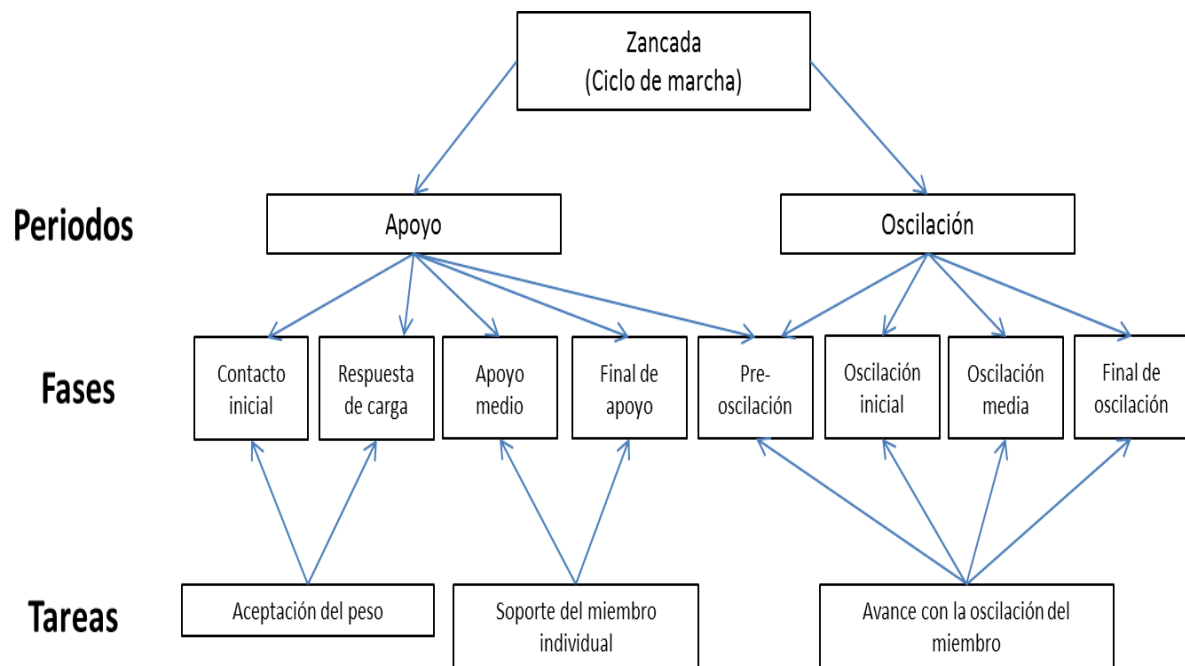 Zancada
(Ciclo de marcha)
Periodos
Apoyo
Oscilación
Fases
Contacto
inicial
Respuesta
de carga
Apoyo
medio
Final de
apoyo
Pre-
oscilación
Oscilación
inicial
Oscilación
media
Final de
oscilación
Tareas
Aceptación del peso
Soporte del miembro
individual
Avance con la oscilación del
miembro